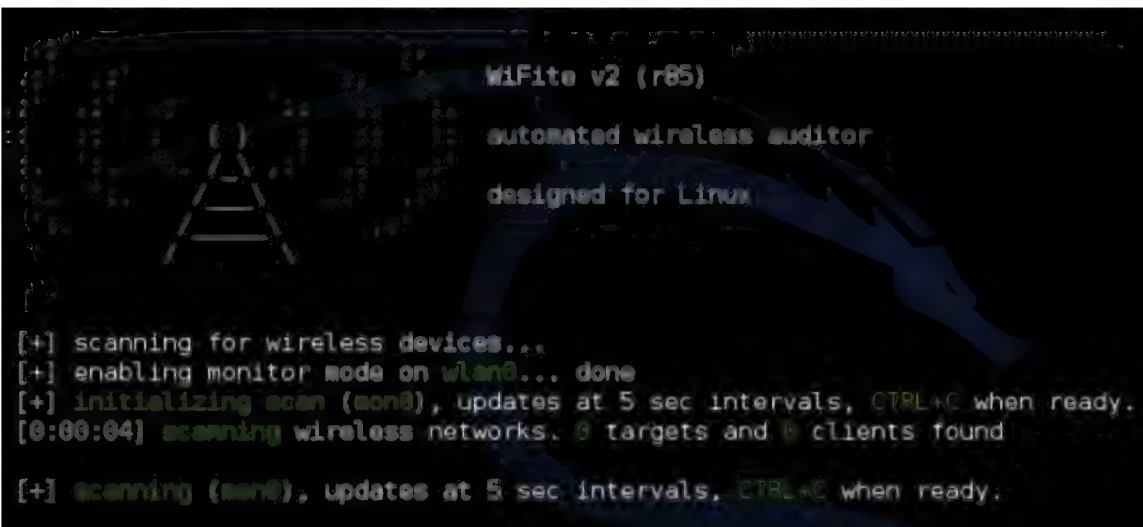 WiFite v2 (r85)
automated wireless auditor
designed for Linux
[+] scanning for wireless devices...
[+] enabling monitor mode on wlan0... done
[+] initializing scan (mon0), updates at 5 sec intervals, CTRL+C when ready.
[0:00:04] scanning wireless networks. 0 targets and 0 clients found
[+] scanning (mon0), updates at 5 sec intervals, CTRL+C when ready.